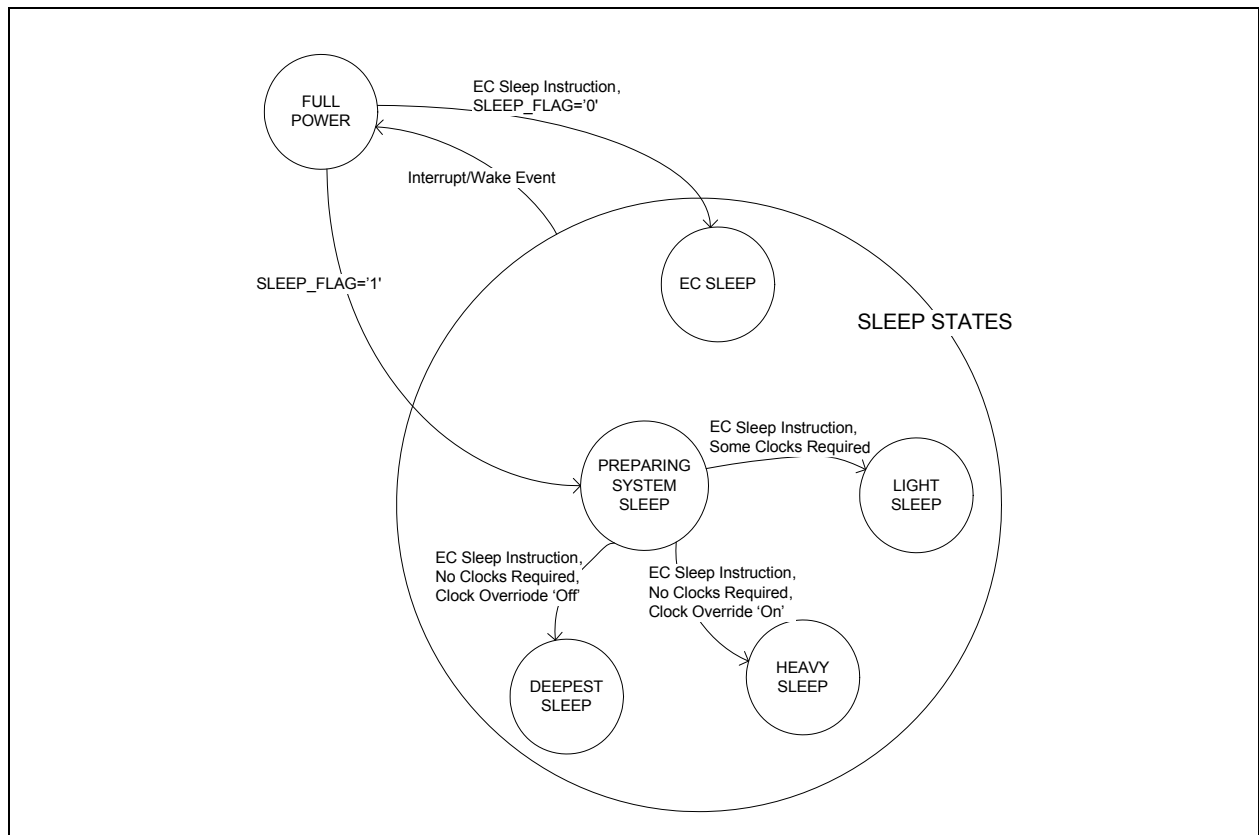 FULL
POWER
EC Sleep Instruction,
SLEEP_FLAG='0'
Interrupt/Wake Event
SLEEP_FLAG='1'
EC SLEEP
SLEEP STATES
EC Sleep Instruction,
Some Clocks Required
PREPARING
SYSTEM
SLEEP
LIGHT
SLEEP
EC Sleep Instruction,
No Clocks Required,
Clock Overriode ‘Off’
EC Sleep Instruction,
No Clocks Required,
Clock Override ‘On’
DEEPEST
SLEEP
HEAVY
SLEEP